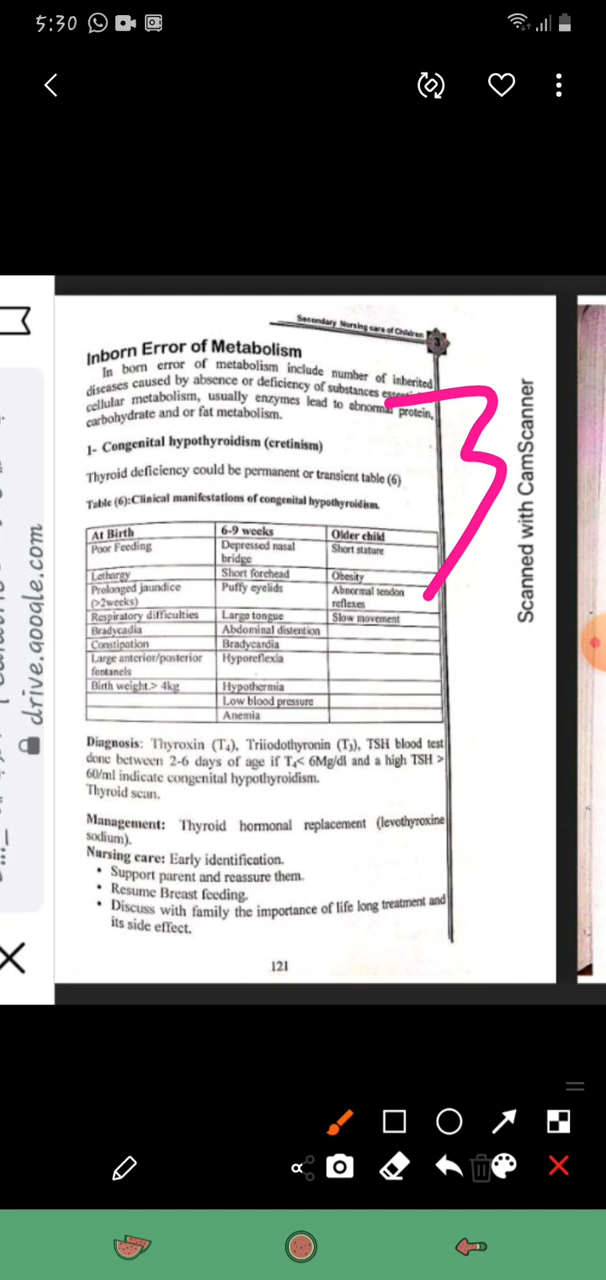 5:30
Secondary Nursing care of Children
3
Inborn Error of Metabolism
In born error of metabolism include number of inherited
diseases caused by absence or deficiency of substances
cellular metabolism, usually enzymes lead to abnormal protein,
carbohydrate and or fat metabolism.
1- Congenital hypothyroidism (cretinism)
Thyroid deficiency could be permanent or transient table (6)
Table (6):Clinical manifestations of congenital hypothyroidism.
At Birth 6-9 weeks Older child
Poor Feeding Depressed nasal Short stature
bridge
Lethargy Short forehead Obesity
Prolonged jaundice Puffy eyelids Abnormal tendon
(>2weeks) reflexes
Respiratory difficulties Large tongue Slow movement
Bradycadia Abdominal distention
Constipation Bradycardia
Large anterior/posterior Hyporeflexia
fontanels
Birth weight.> 4kg Hypothermia
Low blood pressure
Anemia
Diagnosis: Thyroxin (T4), Triiodothyronin (T3), TSH blood test
done between 2-6 days of age if T4< 6Mg/dl and a high TSH >
60/ml indicate congenital hypothyroidism.
Thyroid scan.
Management: Thyroid hormonal replacement (levothyroxine
sodium).
Nursing care: Early identification.
• Support parent and reassure them.
• Resume Breast feeding.
• Discuss with family the importance of life long treatment and
its side effect.
121
Scanned with CamScanner
drive.google.com